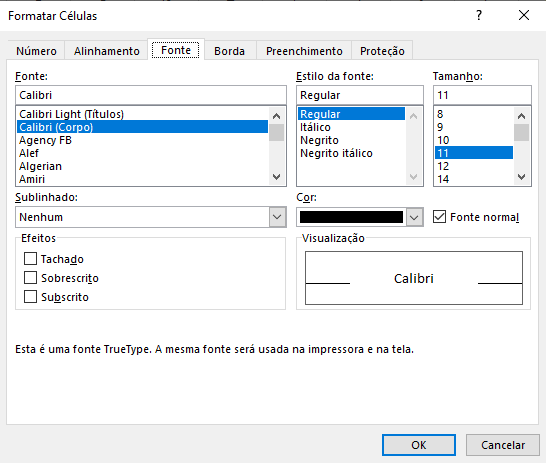 Formatar Células
Número Alinhamento Fonte Borda Preenchimento Proteção
Fonte: Estilo da fonte: Tamanho:
Calibri Regular 11
Calibri Light (Títulos) Regular 8
Calibri (Corpo) Itálico 9
Agency FB Negrito 10
Alef Negrito itálico 11
Algerian 12
Amiri 14
Sublinhado: Cor:
Nenhum Fonte normal
Efeitos Visualização
Tachado
Sobrescrito Calibri
Subscrito
Esta é uma fonte TrueType. A mesma fonte será usada na impressora e na tela.
OK Cancelar